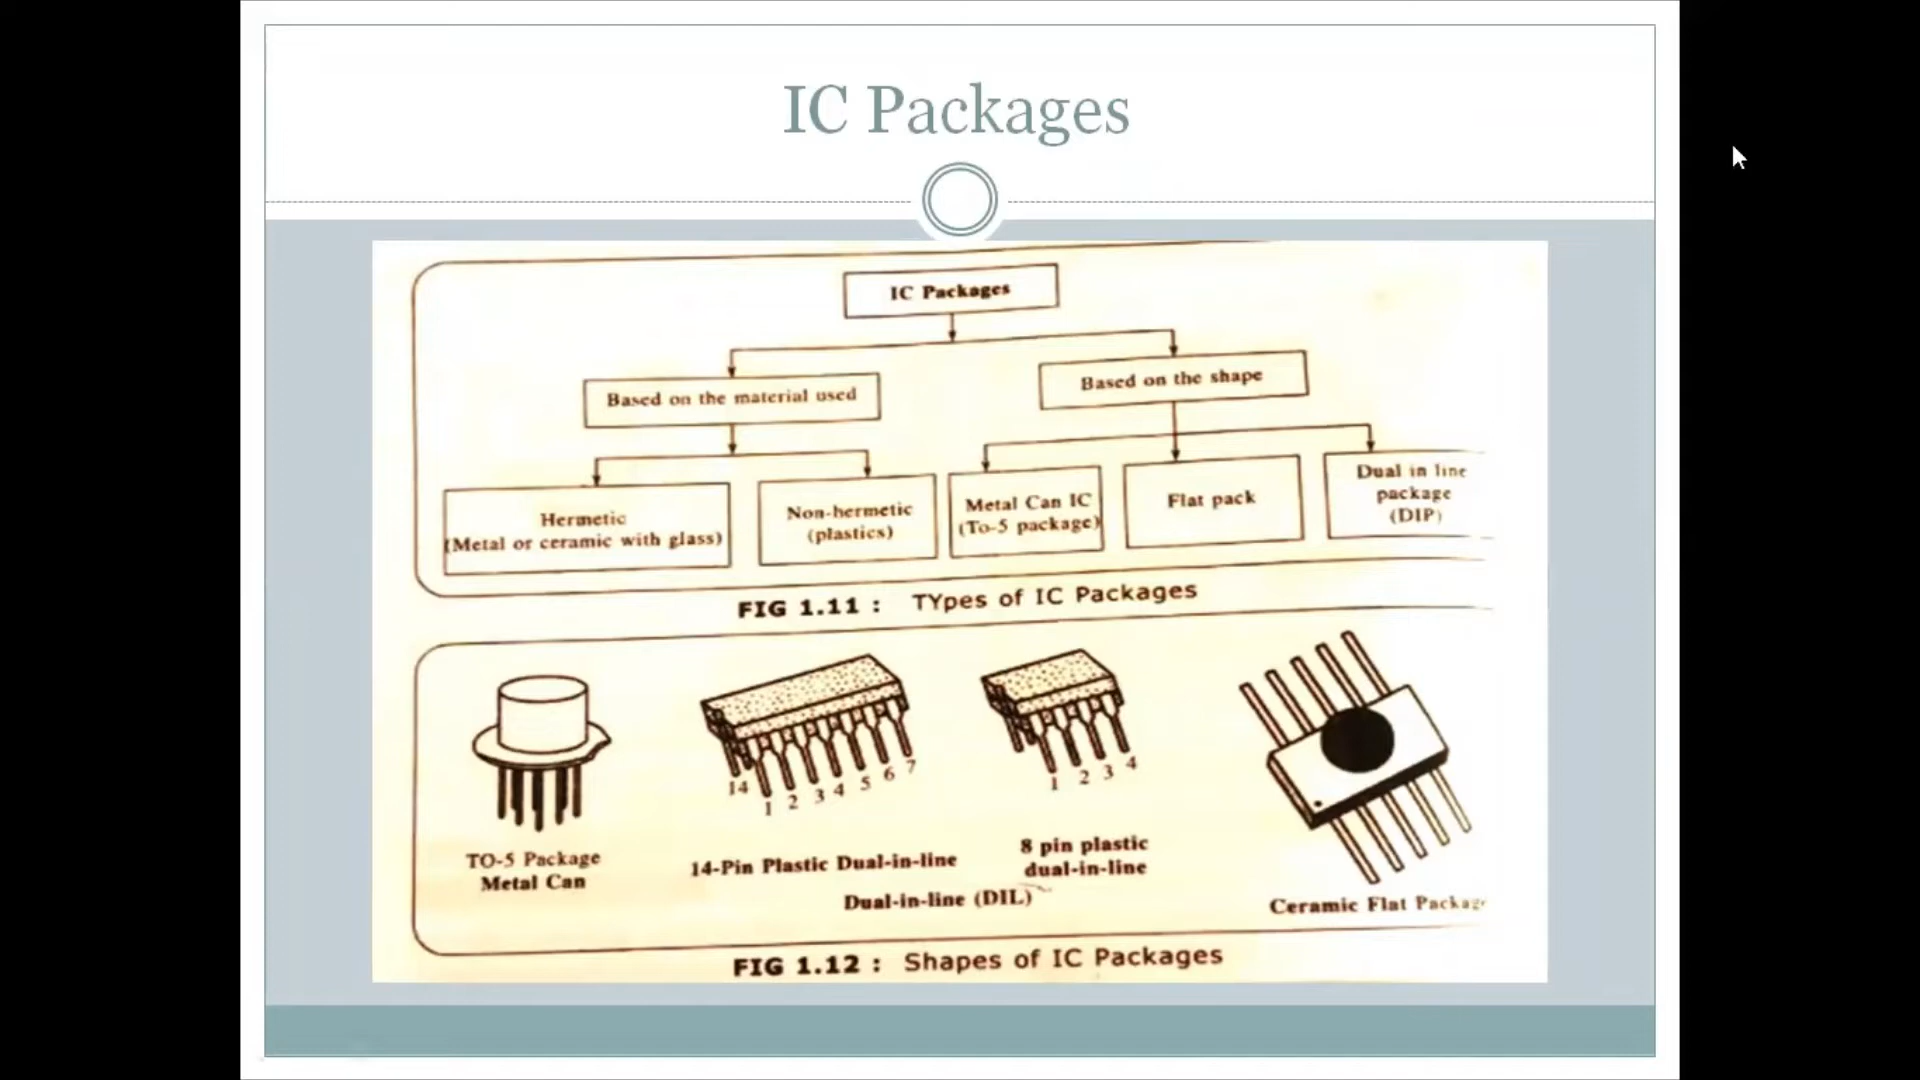 IC Packages
IC Packages
Based on the material used
Based on the shape
Hermetic
(Metal or ceramic with glass)
Non-hermetic
(plastics)
Metal Can IC
(To-5 package)
Flat pack
Dual in line
package
(DIP)
FIG 1.11 : TYpes of IC Packages
14
1 2 3 4 5 6 7
1 2 3 4
TO-5 Package
Metal Can
14-Pin Plastic Dual-in-line
8 pin plastic
dual-in-line
Dual-in-line (DIL)
Ceramic Flat Package
FIG 1.12 : Shapes of IC Packages